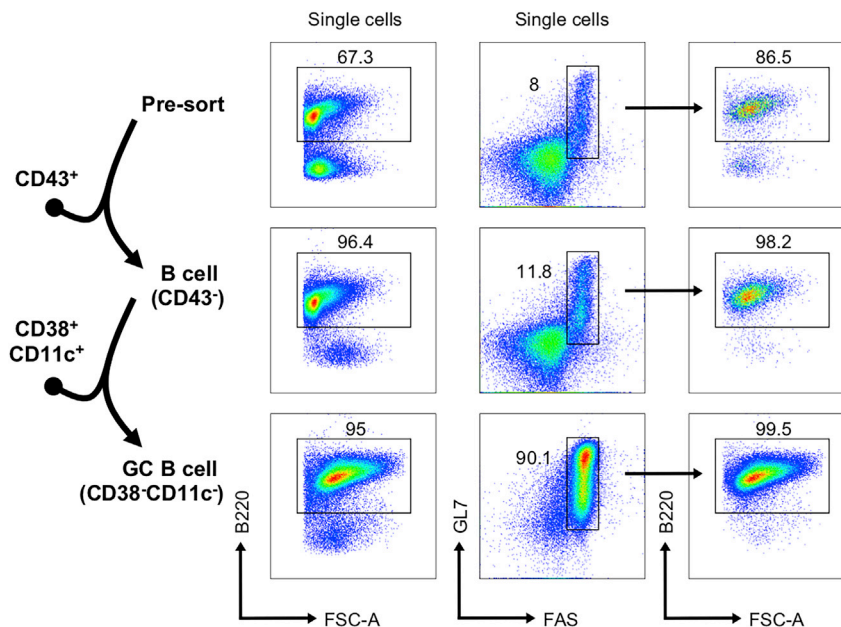 Single cells
Single cells
67.3
8
86.5
Pre-sort
CD43+
96.4
11.8
98.2
B cell
(CD43-)
CD38+
CD11c+
95
90.1
99.5
GC B cell
(CD38-CD11c-)
B220
FSC-A
GL7
FAS
B220
FSC-A